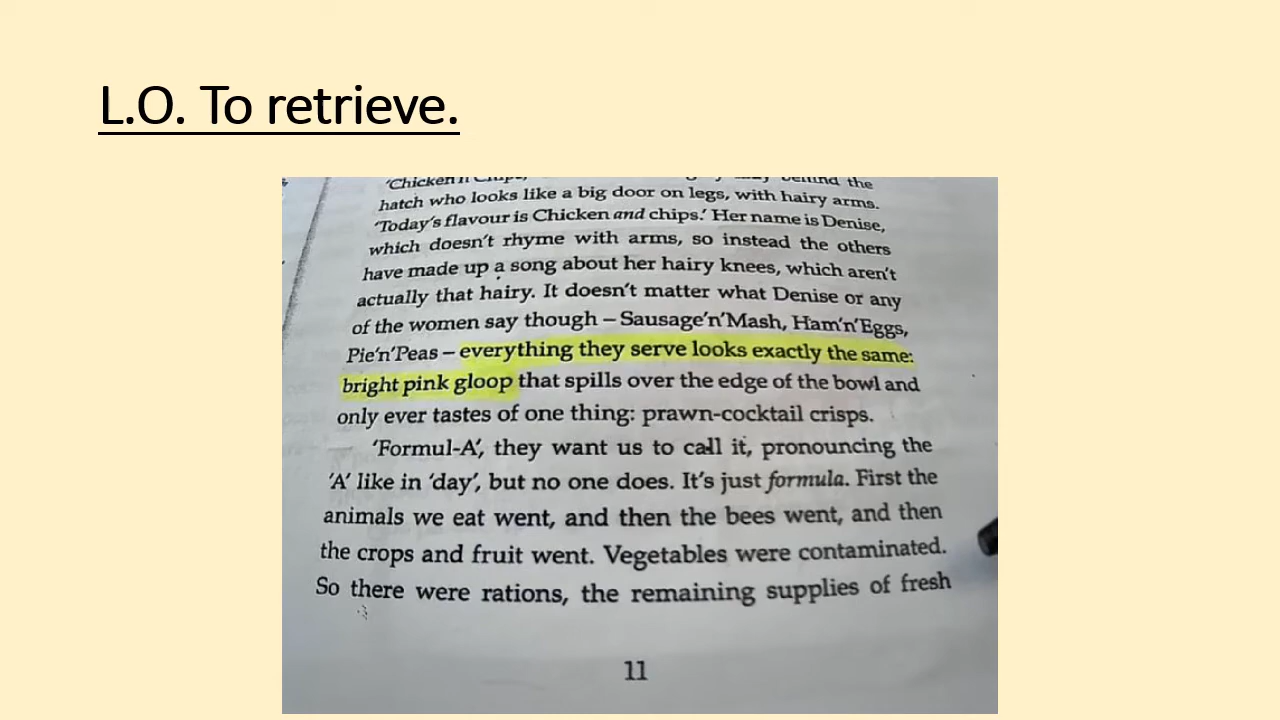 L.O. To retrieve.
'Chicken behind the
hatch who looks like a big door on legs, with hairy arms.
'Today's flavour is Chicken and chips.' Her name is Denise,
which doesn't rhyme with arms, so instead the others
have made up a song about her hairy knees, which aren't
actually that hairy. It doesn't matter what Denise or any
of the women say though – Sausage'n'Mash, Ham'n'Eggs,
Pie'n'Peas – everything they serve looks exactly the same:
bright pink gloop that spills over the edge of the bowl and
only ever tastes of one thing: prawn-cocktail crisps.
'Formul-A', they want us to call it, pronouncing the
'A' like in 'day', but no one does. It's just formula. First the
animals we eat went, and then the bees went, and then
the crops and fruit went. Vegetables were contaminated.
So there were rations, the remaining supplies of fresh
11